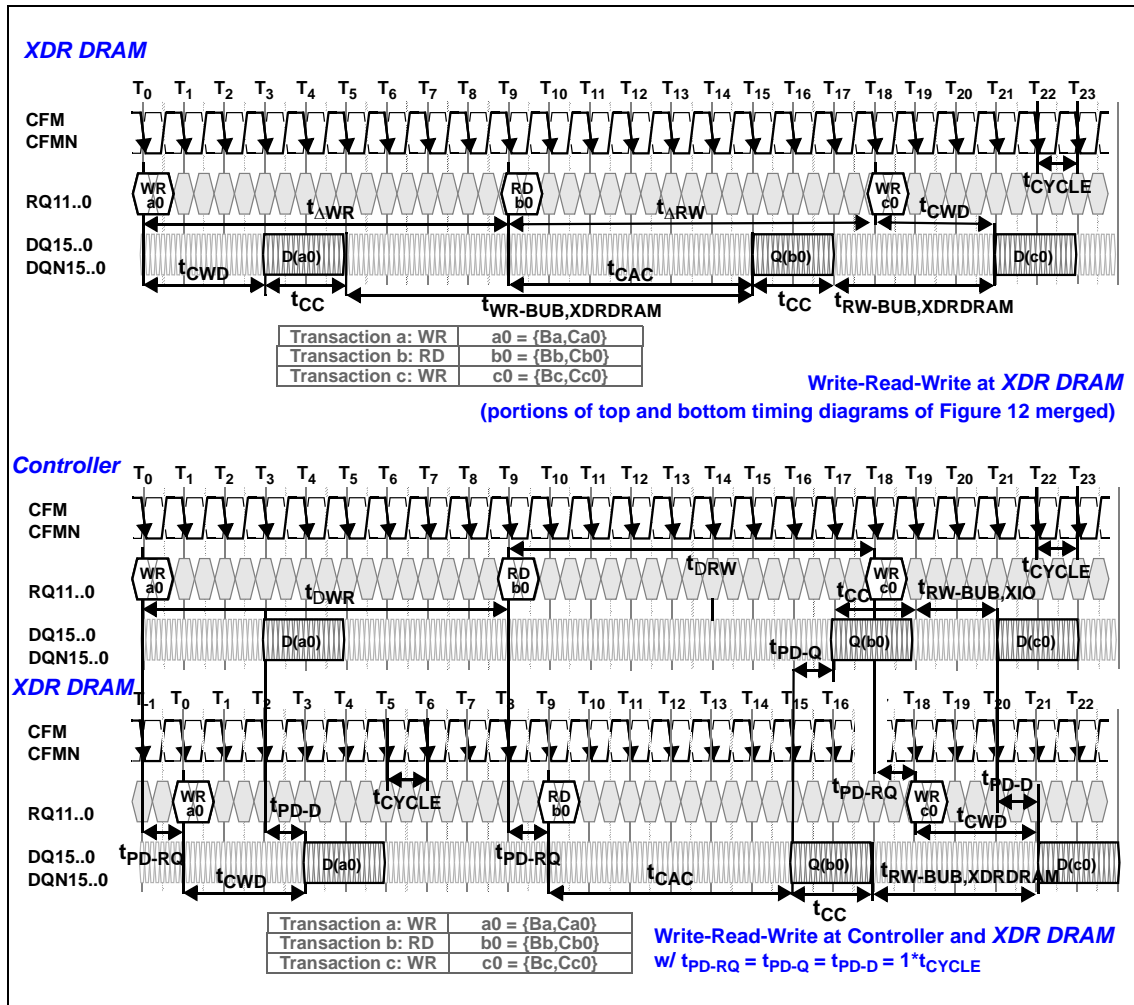 XDR DRAM
T0 T1 T2 T3 T4 T5 T6 T7 T8 T9 T10 T11 T12 T13 T14 T15 T16 T17 T18 T19 T20 T21 T22 T23
CFM
CFMN
WR a0 RD b0 WR c0 tCYCLE
RQ11..0
tΔWR tΔRW tCWD
DQ15..0
DQN15..0
D(a0) Q(b0) D(c0)
tCWD tCC tCAC tCC
tWR-BUB,XDRDRAM tRW-BUB,XDRDRAM
Transaction a: WR a0 = {Ba,Ca0}
Transaction b: RD b0 = {Bb,Cb0}
Transaction c: WR c0 = {Bc,Cc0}
Write-Read-Write at XDR DRAM
(portions of top and bottom timing diagrams of Figure 12 merged)
Controller
T0 T1 T2 T3 T4 T5 T6 T7 T8 T9 T10 T11 T12 T13 T14 T15 T16 T17 T18 T19 T20 T21 T22 T23
CFM
CFMN
WR a0 RD b0 tDRW WR c0 tCYCLE
RQ11..0
tDWR tCC tRW-BUB,XIO
DQ15..0
DQN15..0
D(a0) Q(b0) D(c0)
tPD-Q
XDR DRAM
T-1 T0 T1 T2 T3 T4 T5 T6 T7 T8 T9 T10 T11 T12 T13 T14 T15 T16 T18 T19 T20 T21 T22
CFM
CFMN
WR a0 tPD-D tCYCLE RD b0 tPD-RQ WR c0 tPD-D
RQ11..0
tPD-RQ tPD-RQ tCWD
DQ15..0
DQN15..0
D(a0) Q(b0) D(c0)
tCWD tCAC tCC tRW-BUB,XDRDRAM
Transaction a: WR a0 = {Ba,Ca0}
Transaction b: RD b0 = {Bb,Cb0}
Transaction c: WR c0 = {Bc,Cc0}
Write-Read-Write at Controller and XDR DRAM
w/ tPD-RQ = tPD-Q = tPD-D = 1*tCYCLE